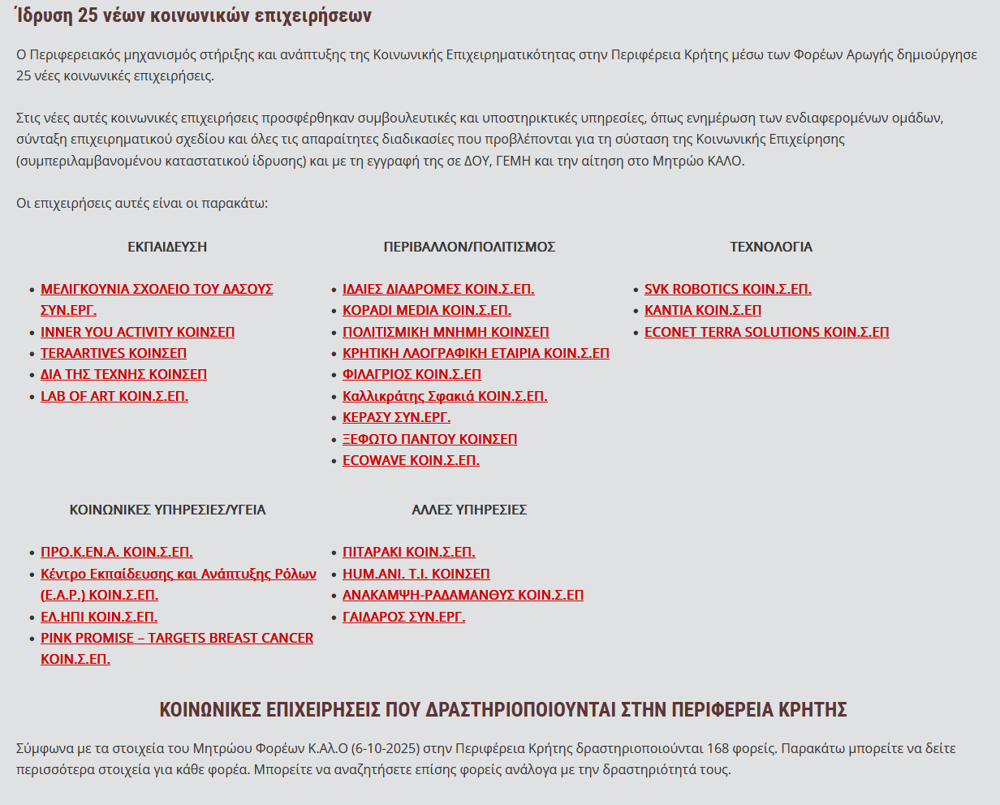 Ίδρυση 25 νέων κοινωνικών επιχειρήσεων
Ο Περιφερειακός μηχανισμός στήριξης και ανάπτυξης της Κοινωνικής Επιχειρηματικότητας στην Περιφέρεια Κρήτης μέσω των Φορέων Αρωγής δημιούργησε
25 νέες κοινωνικές επιχειρήσεις.
Στις νέες αυτές κοινωνικές επιχειρήσεις προσφέρθηκαν συμβουλευτικές και υποστηρικτικές υπηρεσίες, όπως ενημέρωση των ενδιαφερομένων ομάδων,
σύνταξη επιχειρηματικού σχεδίου και όλες τις απαραίτητες διαδικασίες που προβλέπονται για τη σύσταση της Κοινωνικής Επιχείρησης
(συμπεριλαμβανομένου καταστατικού ίδρυσης) και με τη εγγραφή της σε ΔΟΥ, ΓΕΜΗ και την αίτηση στο Μητρώο ΚΑΛΟ.
Οι επιχειρήσεις αυτές είναι οι παρακάτω:
ΕΚΠΑΙΔΕΥΣΗ
ΜΕΛΙΓΚΟΥΝΙΑ ΣΧΟΛΕΙΟ ΤΟΥ ΔΑΣΟΥΣ
ΣΥΝ.ΕΡΓ.
INNER YOU ACTIVITY ΚΟΙΝΣΕΠ
TERAARTIVES ΚΟΙΝΣΕΠ
ΔΙΑ ΤΗΣ ΤΕΧΝΗΣ ΚΟΙΝΣΕΠ
LAB OF ART ΚΟΙΝ.Σ.ΕΠ.
ΠΕΡΙΒΑΛΛΟΝ/ΠΟΛΙΤΙΣΜΟΣ
ΙΔΑΙΕΣ ΔΙΑΔΡΟΜΕΣ ΚΟΙΝ.Σ.ΕΠ.
KOPADI MEDIA ΚΟΙΝ.Σ.ΕΠ.
ΠΟΛΙΤΙΣΜΙΚΗ ΜΝΗΜΗ ΚΟΙΝΣΕΠ
ΚΡΗΤΙΚΗ ΛΑΟΓΡΑΦΙΚΗ ΕΤΑΙΡΙΑ ΚΟΙΝ.Σ.ΕΠ
ΦΙΛΑΓΡΙΟΣ ΚΟΙΝ.Σ.ΕΠ
Καλλικράτης Σφακιά ΚΟΙΝ.Σ.ΕΠ.
ΚΕΡΑΣΥ ΣΥΝ.ΕΡΓ.
ΞΕΦΩΤΟ ΠΑΝΤΟΥ ΚΟΙΝΣΕΠ
ECOWAVE ΚΟΙΝ.Σ.ΕΠ.
ΤΕΧΝΟΛΟΓΙΑ
SVK ROBOTICS ΚΟΙΝ.Σ.ΕΠ.
ΚΑΝΤΙΑ ΚΟΙΝ.Σ.ΕΠ
ECONET TERRA SOLUTIONS ΚΟΙΝ.Σ.ΕΠ
ΚΟΙΝΩΝΙΚΕΣ ΥΠΗΡΕΣΙΕΣ/ΥΓΕΙΑ
ΠΡΟ.Κ.ΕΝ.Α. ΚΟΙΝ.Σ.ΕΠ.
Κέντρο Εκπαίδευσης και Ανάπτυξης Ρόλων
(Ε.Α.Ρ.) ΚΟΙΝ.Σ.ΕΠ.
ΕΛ.ΗΠΙ ΚΟΙΝ.Σ.ΕΠ.
PINK PROMISE – TARGETS BREAST CANCER
ΚΟΙΝ.Σ.ΕΠ.
ΑΛΛΕΣ ΥΠΗΡΕΣΙΕΣ
ΠΙΤΑΡΑΚΙ ΚΟΙΝ.Σ.ΕΠ.
HUM.ANI. T.I. ΚΟΙΝΣΕΠ
ΑΝΑΚΑΜΨΗ-ΡΑΔΑΜΑΝΘΥΣ ΚΟΙΝ.Σ.ΕΠ
ΓΑΙΔΑΡΟΣ ΣΥΝ.ΕΡΓ.
ΚΟΙΝΩΝΙΚΕΣ ΕΠΙΧΕΙΡΗΣΕΙΣ ΠΟΥ ΔΡΑΣΤΗΡΙΟΠΟΙΟΥΝΤΑΙ ΣΤΗΝ ΠΕΡΙΦΕΡΕΙΑ ΚΡΗΤΗΣ
Σύμφωνα με τα στοιχεία του Μητρώου Φορέων Κ.Αλ.Ο (6-10-2025) στην Περιφέρεια Κρήτης δραστηριοποιούνται 168 φορείς. Παρακάτω μπορείτε να δείτε
περισσότερα στοιχεία για κάθε φορέα. Μπορείτε να αναζητήσετε επίσης φορείς ανάλογα με την δραστηριότητά τους.